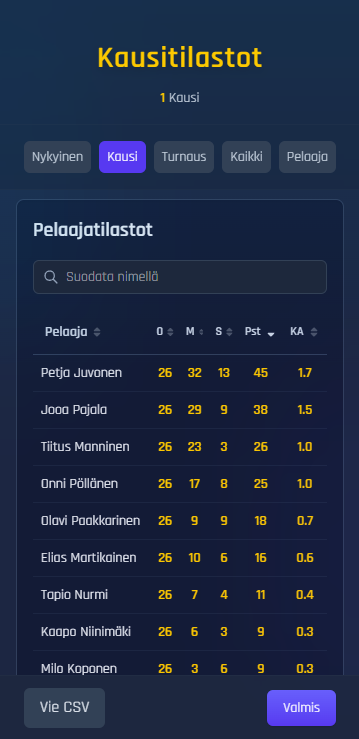 Kausitilastot
1 Kausi
Nykyinen Kausi Turnaus Kaikki Pelaaja
Pelaajatilastot
Suodata nimellä
Pelaaja O M S Pst KA
Petja Juvonen 26 32 13 45 1.7
Jooa Pajala 26 29 9 38 1.5
Tiitus Manninen 26 23 3 26 1.0
Onni Pöllänen 26 17 8 25 1.0
Olavi Paakkarinen 26 9 9 18 0.7
Elias Martikainen 26 10 6 16 0.6
Tapio Nurmi 26 7 4 11 0.4
Kaapo Niinimäki 26 6 3 9 0.3
Milo Koponen 26 3 6 9 0.3
Vie CSV Valmis